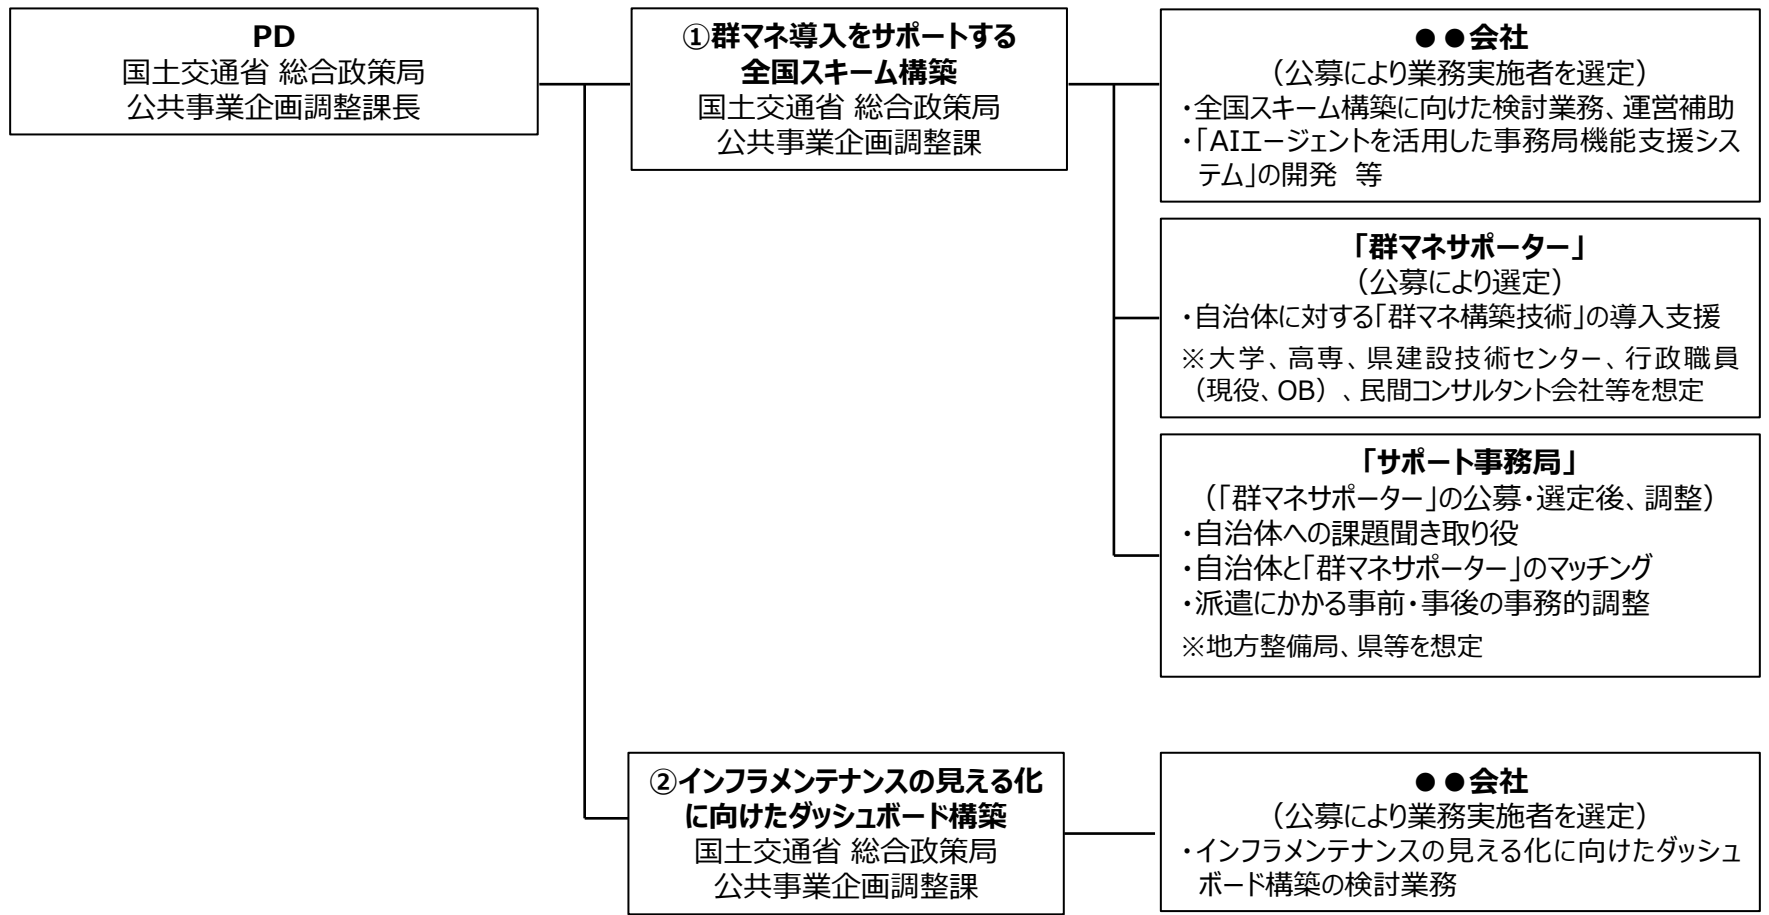 PD
国土交通省 総合政策局
公共事業企画調整課長
①群マネ導入をサポートする
全国スキーム構築
国土交通省 総合政策局
公共事業企画調整課
●●会社
（公募により業務実施者を選定）
・全国スキーム構築に向けた検討業務、運営補助
・「AIエージェントを活用した事務局機能支援シス
テム」の開発 等
「群マネサポーター」
（公募により選定）
・自治体に対する「群マネ構築技術」の導入支援
※大学、高専、県建設技術センター、行政職員
（現役、OB）、民間コンサルタント会社等を想定
「サポート事務局」
（「群マネサポーター」の公募・選定後、調整）
・自治体への課題聞き取り役
・自治体と「群マネサポーター」のマッチング
・派遣にかかる事前・事後の事務的調整
※地方整備局、県等を想定
②インフラメンテナンスの見える化
に向けたダッシュボード構築
国土交通省 総合政策局
公共事業企画調整課
●●会社
（公募により業務実施者を選定）
・インフラメンテナンスの見える化に向けたダッシュ
ボード構築の検討業務